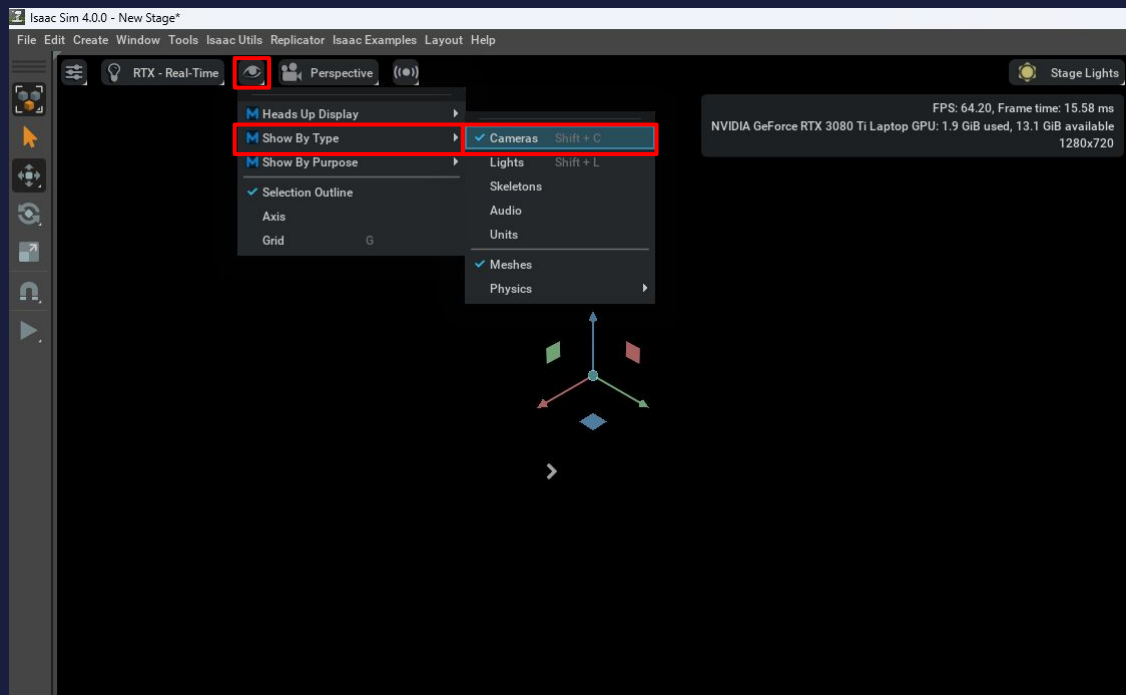 Isaac Sim 4.0.0 - New Stage*
File Edit Create Window Tools Isaac Utils Replicator Isaac Examples Layout Help
RTX - Real-Time
Perspective
Stage Lights
FPS: 64.20, Frame time: 15.58 ms
NVIDIA GeForce RTX 3080 Ti Laptop GPU: 1.9 GiB used, 13.1 GiB available
1280x720
Heads Up Display
Show By Type
Show By Purpose
Selection Outline
Axis
Grid G
Cameras Shift + C
Lights Shift + L
Skeletons
Audio
Units
Meshes
Physics